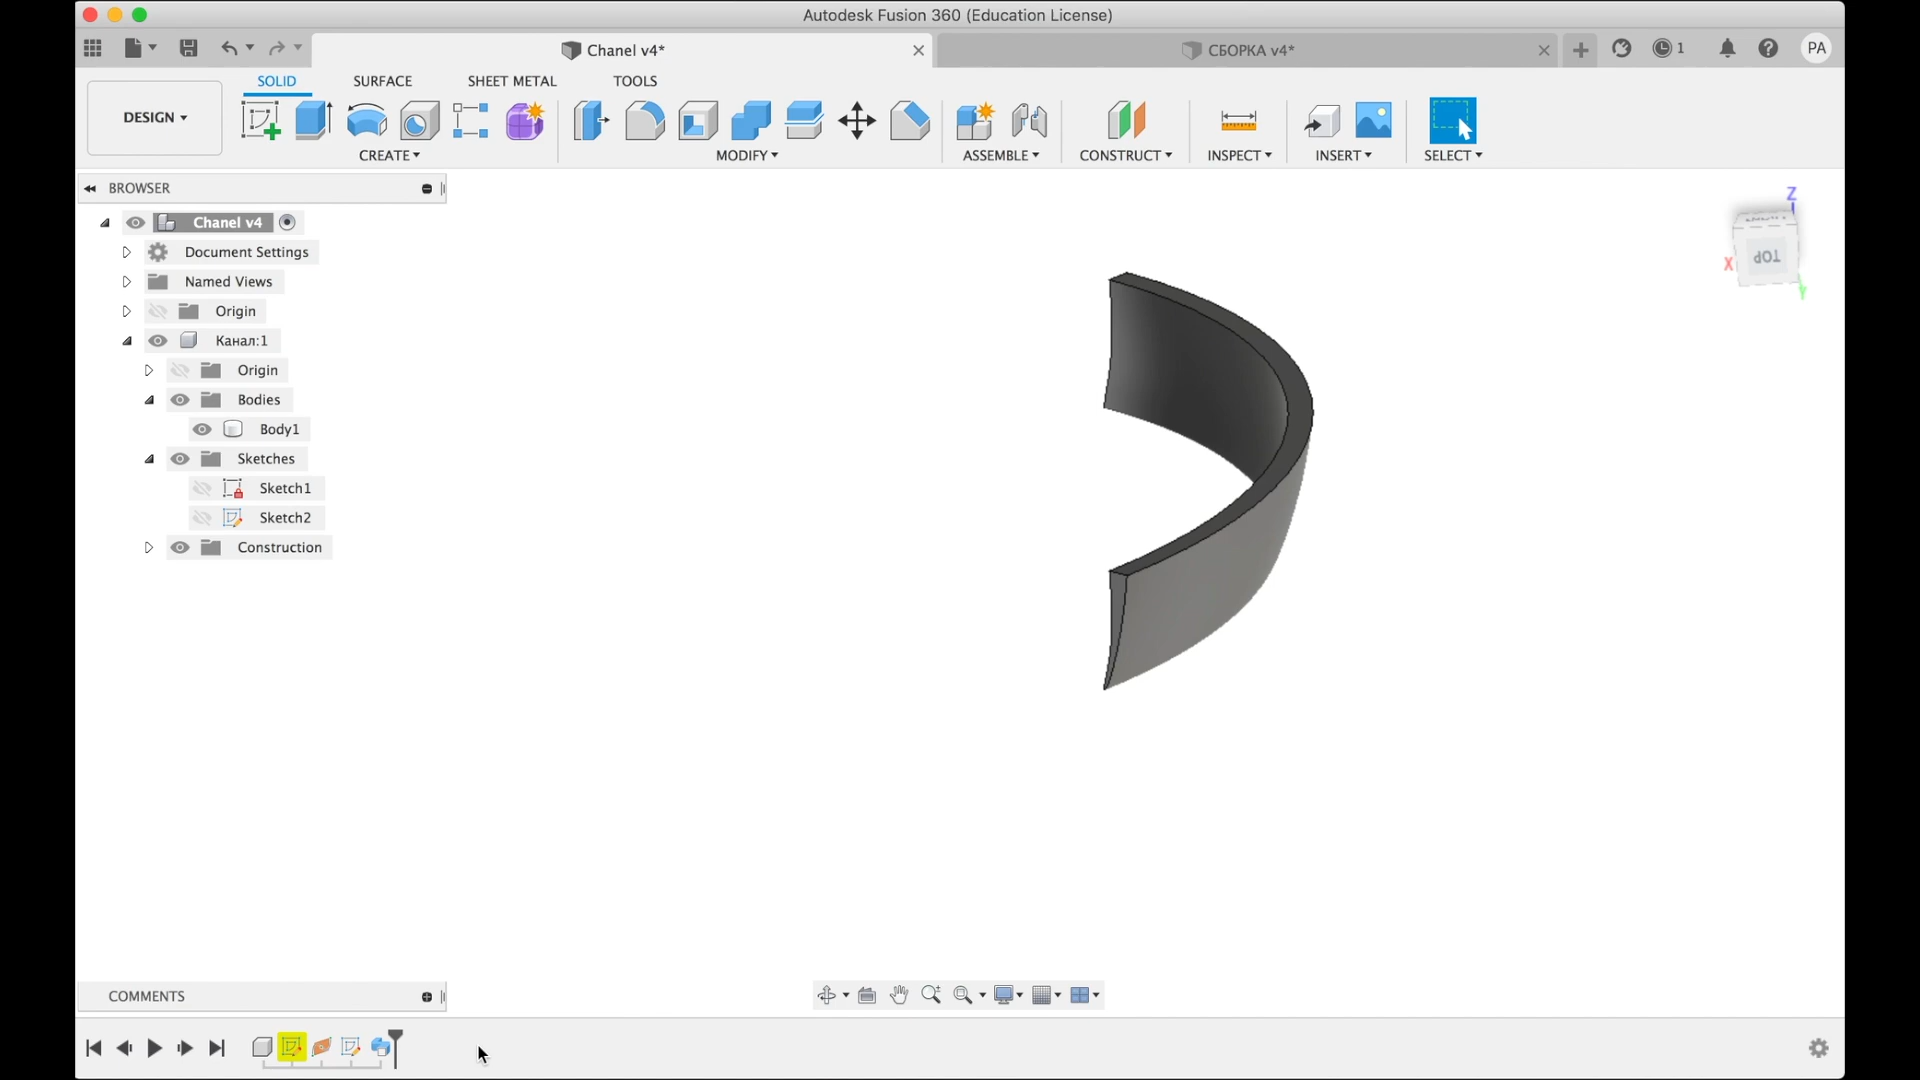 Autodesk Fusion 360 (Education License)
Chanel v4*
СБОРКА v4*
1
PA
SOLID
SURFACE
SHEET METAL
TOOLS
DESIGN
CREATE
MODIFY
ASSEMBLE
CONSTRUCT
INSPECT
INSERT
SELECT
BROWSER
Chanel v4
Document Settings
Named Views
Origin
Канал:1
Origin
Bodies
Body1
Sketches
Sketch1
Sketch2
Construction
Z
TOP
X
Y
COMMENTS